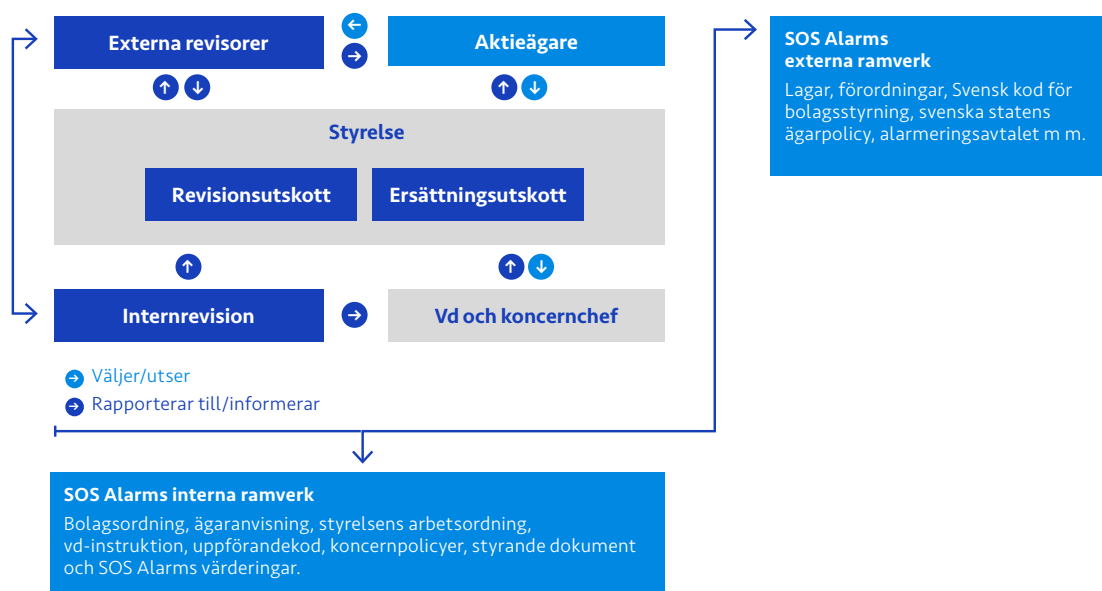 Externa revisorer
Aktieägare
Styrelse
Revisionsutskott
Ersättningsutskott
Internrevision
Vd och koncernchef
Väljer/utser
Rapporterar till/informerar
SOS Alarms
externa ramverk
Lagar, förordningar, Svensk kod för
bolagsstyrning, svenska statens
ägarpolicy, alarmeringsavtalet m m.
SOS Alarms interna ramverk
Bolagsordning, ägaranvisning, styrelsens arbetsordning,
vd-instruktion, uppförandekod, koncernpolicyer, styrande dokument
och SOS Alarms värderingar.